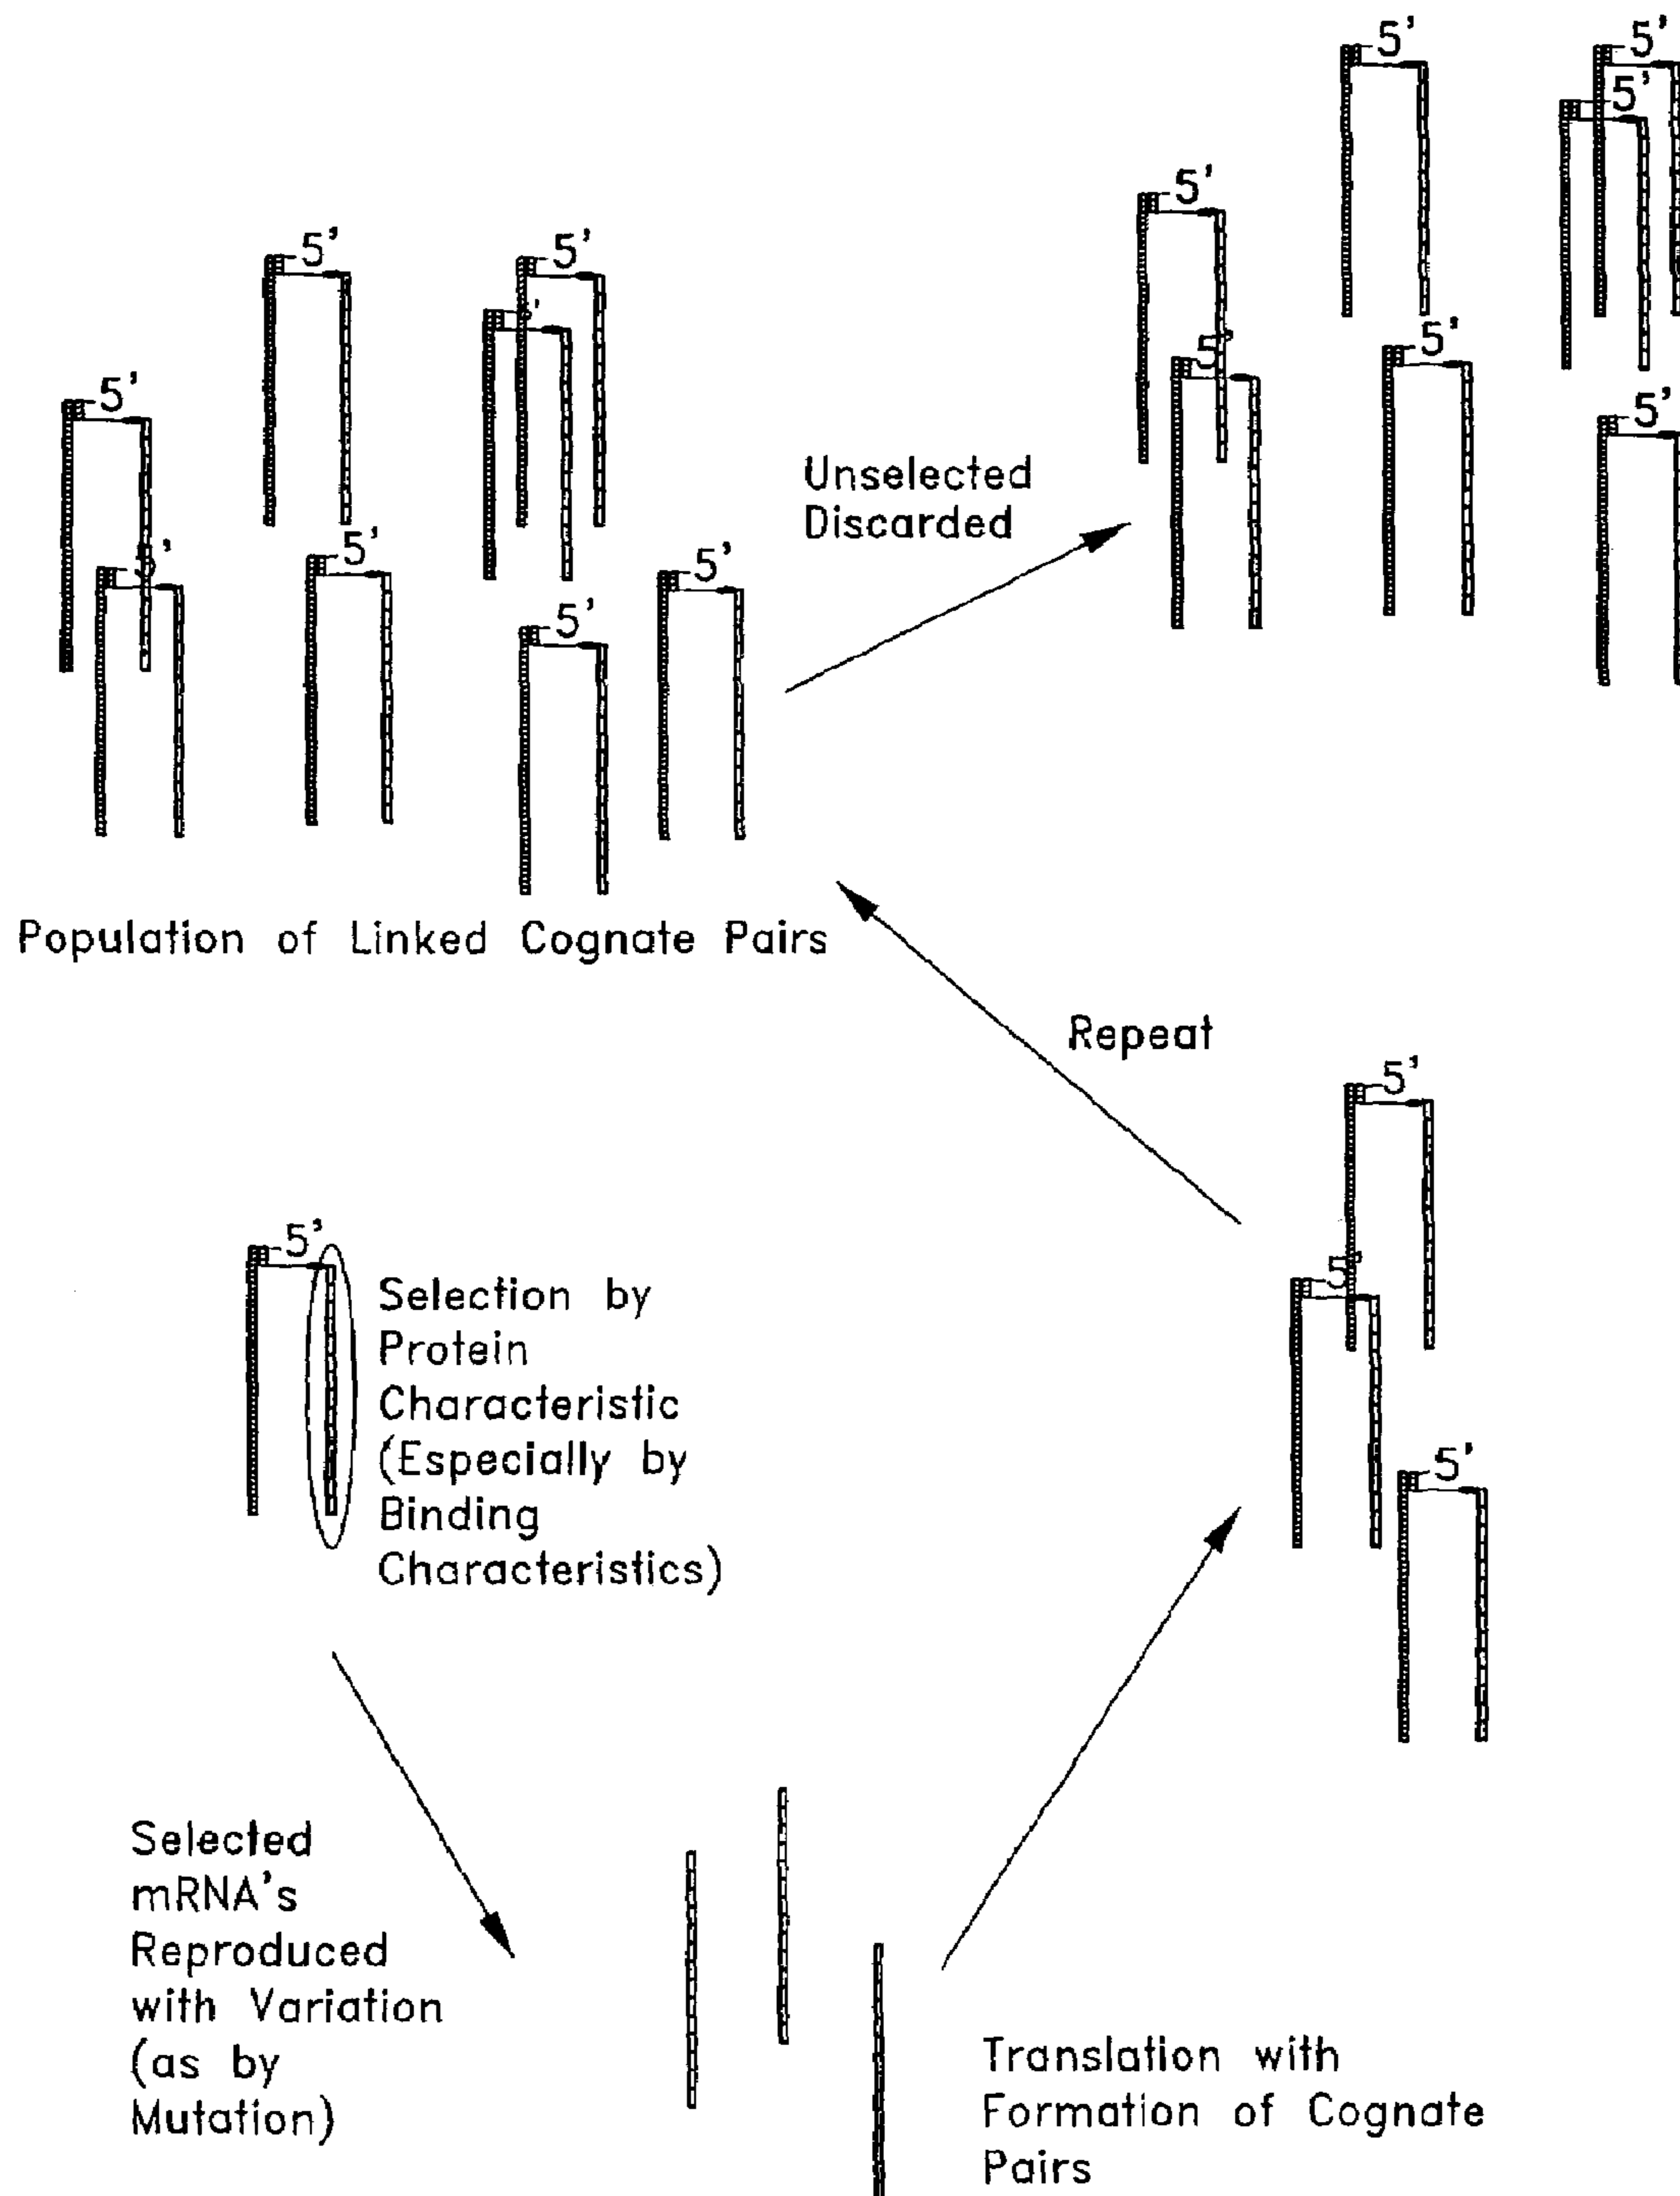 5'
5'
5'
5'
5'
5'
5'
5'
5'
Unselected
Discarded
5'
5'
5'
5'
5'
5'
5'
Population of Linked Cognate Pairs
Repeat
5'
5'
5'
5'
Selection by
Protein
Characteristic
(Especially by
Binding
Characteristics)
Selected
mRNA's
Reproduced
with Variation
(as by
Mutation)
Translation with
Formation of Cognate
Pairs